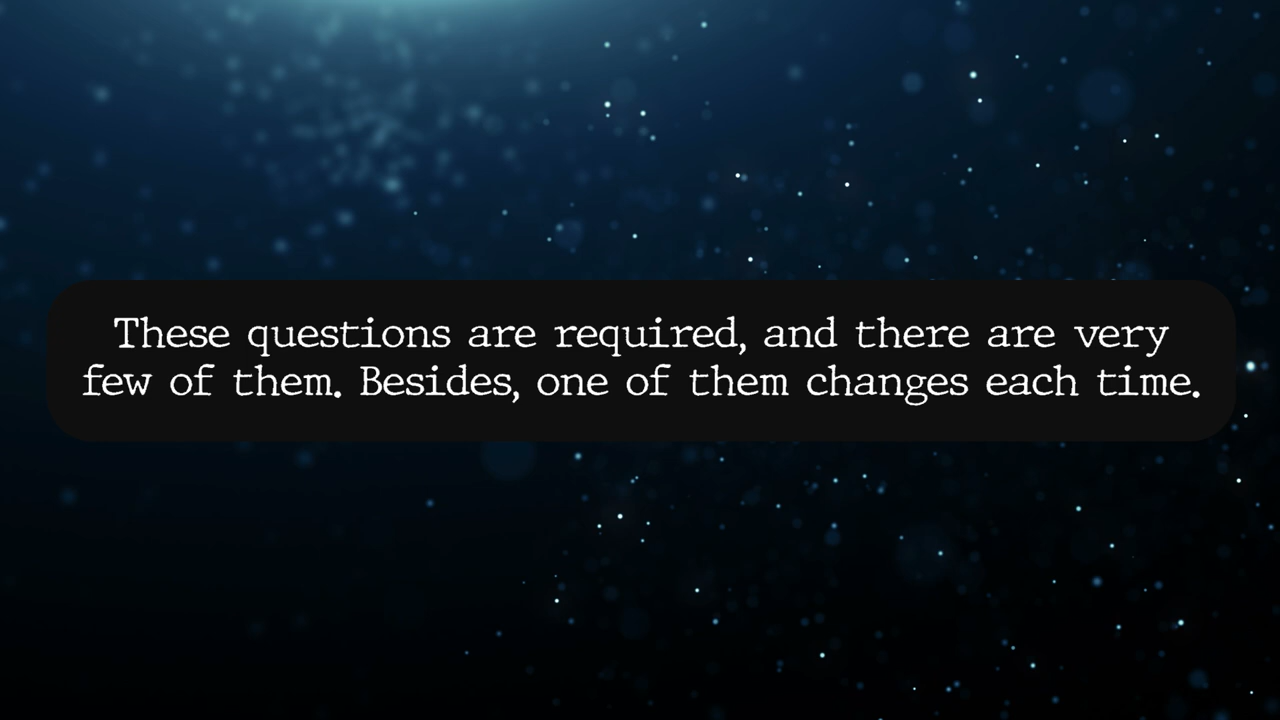 These questions are required, and there are very
few of them. Besides, one of them changes each time.